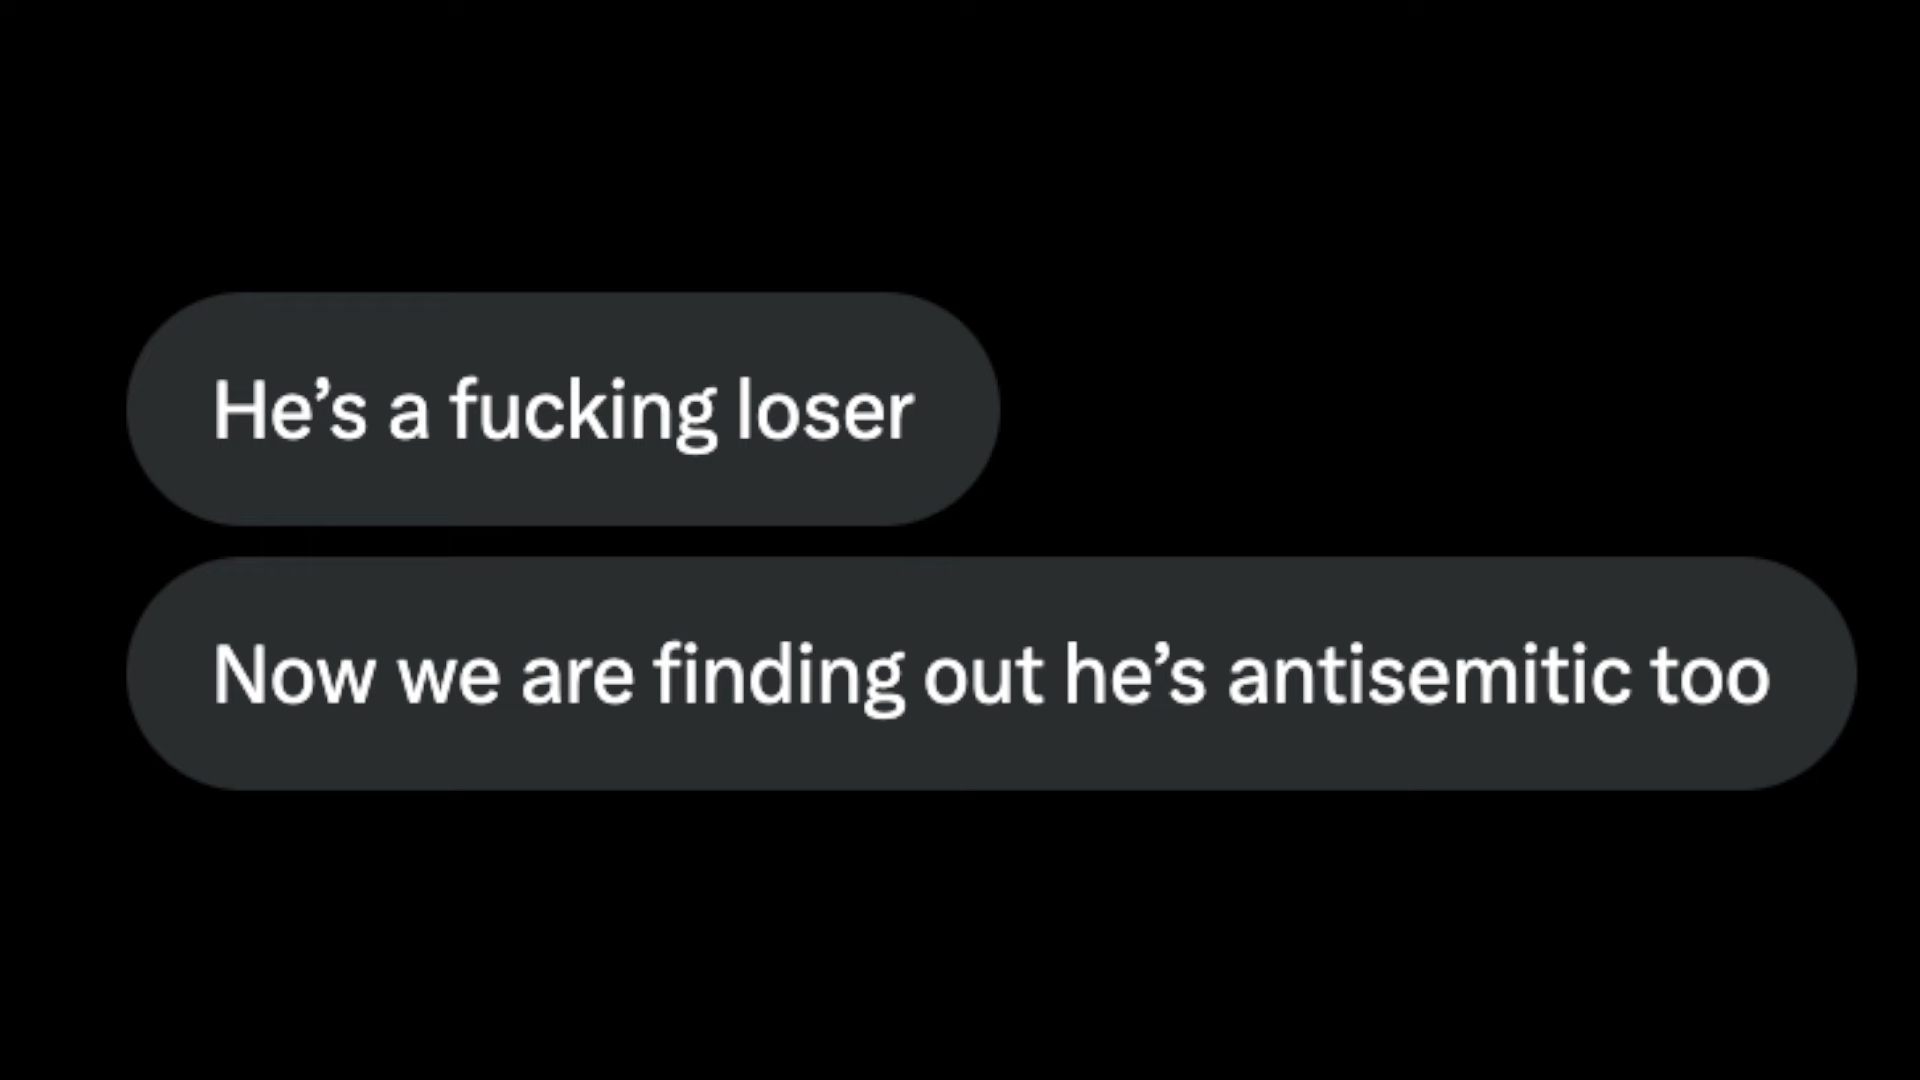 He’s a fucking loser
Now we are finding out he’s antisemitic too